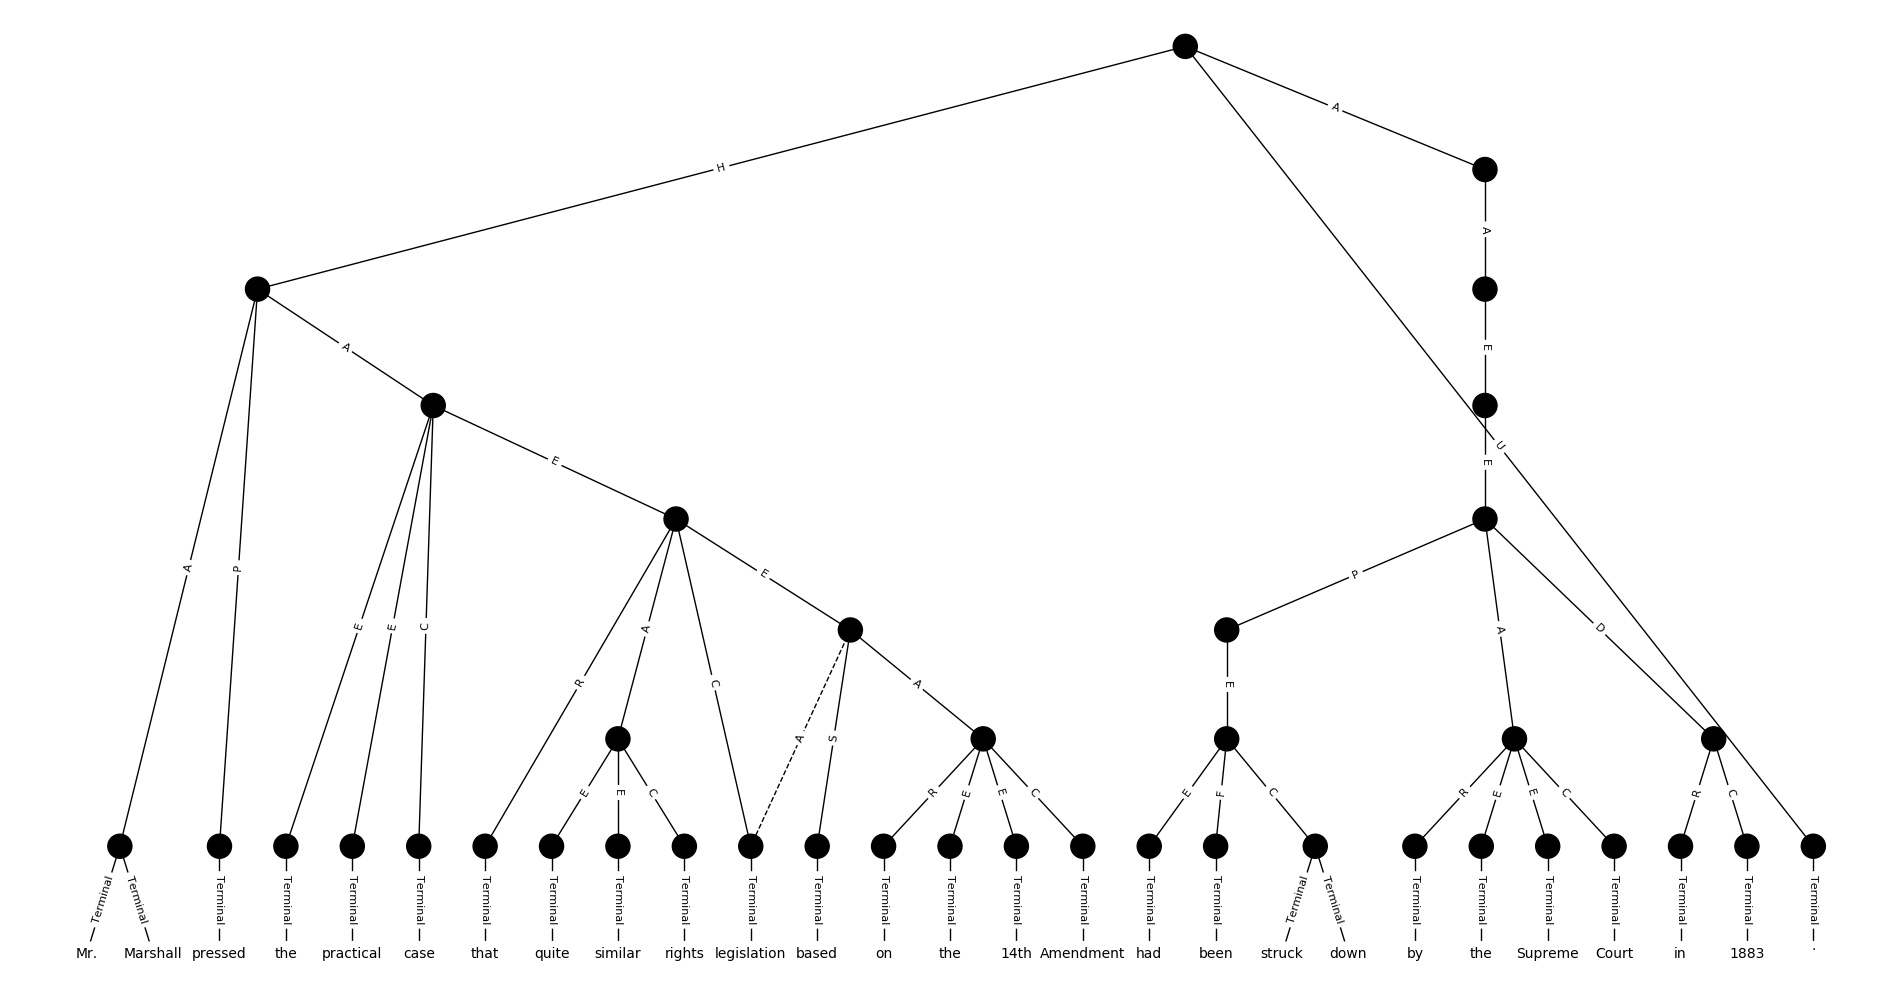 H
A
A
A
E
E
U
E
P
E
A
P
E
E
C
R
A
C
A
D
A
S
A
E
E
E
C
R
E
E
C
E
F
C
R
E
E
C
R
C
Terminal Terminal Terminal Terminal Terminal Terminal Terminal Terminal Terminal Terminal Terminal Terminal Terminal Terminal Terminal Terminal Terminal Terminal Terminal Terminal Terminal Terminal Terminal Terminal Terminal Terminal Terminal
Mr. Marshall pressed the practical case that quite similar rights legislation based on the 14th Amendment had been struck down by the Supreme Court in 1883 .